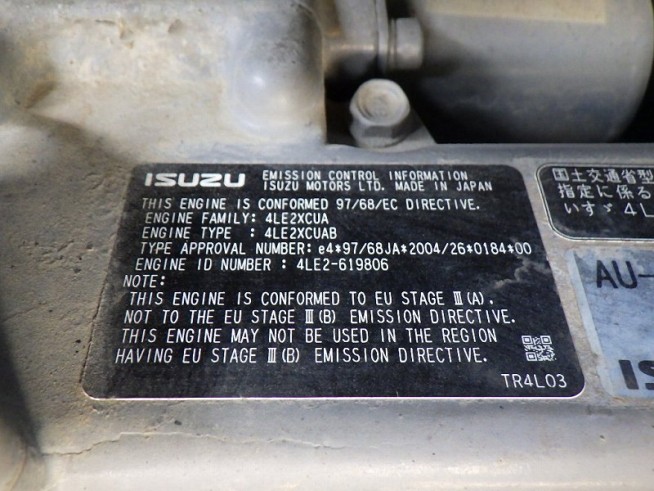 ISUZU EMISSION CONTROL INFORMATION
ISUZU MOTORS LTD. MADE IN JAPAN
THIS ENGINE IS CONFORMED 97/68/EC DIRECTIVE.
ENGINE FAMILY: 4LE2XCUA
ENGINE TYPE : 4LE2XCUAB
TYPE APPROVAL NUMBER: e4*97/68JA*2004/26*0184*00
ENGINE ID NUMBER : 4LE2-619806
NOTE:
THIS ENGINE IS CONFORMED TO EU STAGE Ⅲ(A).
NOT TO THE EU STAGE Ⅲ(B) EMISSION DIRECTIVE.
THIS ENGINE MAY NOT BE USED IN THE REGION
HAVING EU STAGE Ⅲ(B) EMISSION DIRECTIVE.
TR4L03
国土交通省型
指定に係る
いすゞ 4L
AU-
IS